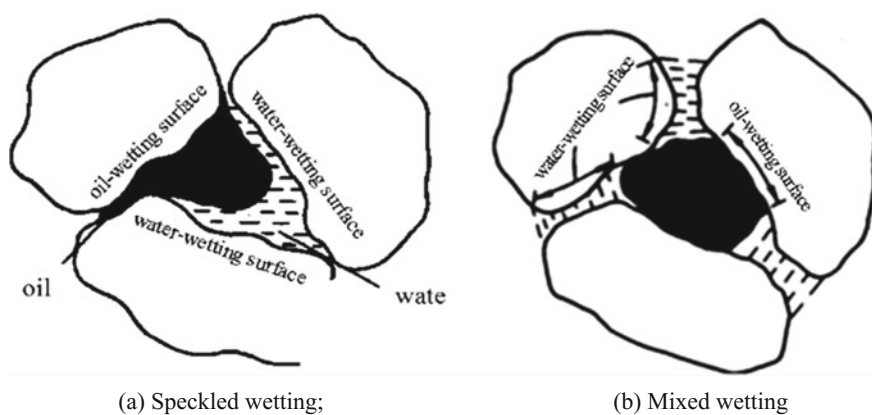 oil-wetting surface
water-wetting surface
water-wetting surface
oil
wate
water-wetting surface
oil-wetting surface
(a) Speckled wetting;
(b) Mixed wetting